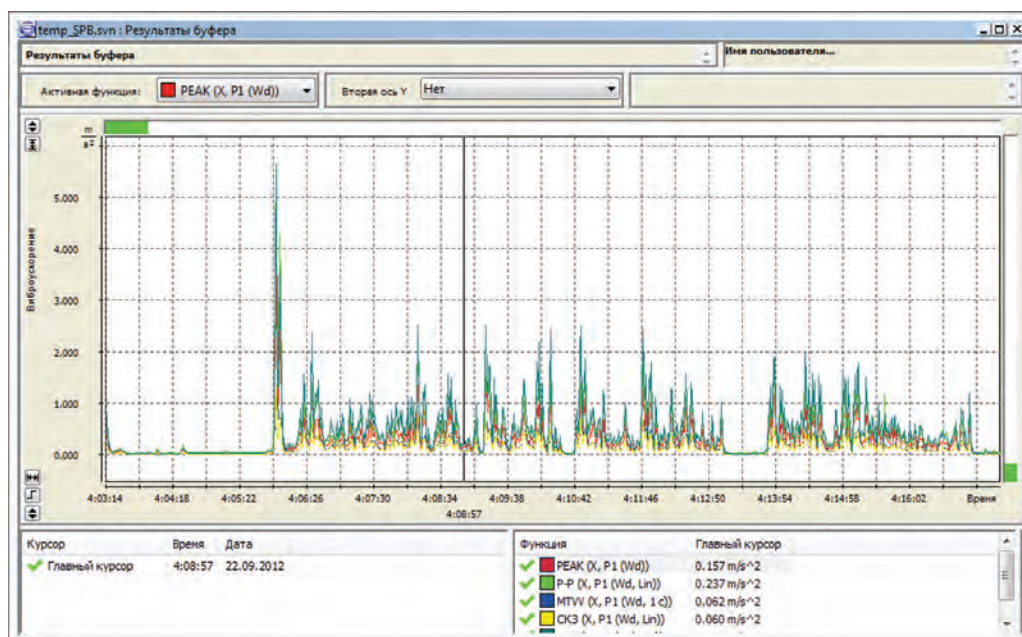 temp_SPB.svn : Результаты буфера
Результаты буфера Имя пользователя...
Активная функция: PEAK (X, P1 (Wd)) Вторая ось Y Нет
m
s²
5.000
4.000
3.000
2.000
1.000
0.000
Виброускорение
4:03:14 4:04:18 4:05:22 4:06:26 4:07:30 4:08:34 4:09:38 4:10:42 4:11:46 4:12:50 4:13:54 4:14:58 4:16:02 Время
4:08:57
Курсор Время Дата
Главный курсор 4:08:57 22.09.2012
Функция Главный курсор
PEAK (X, P1 (Wd)) 0.157 m/s^2
P-P (X, P1 (Wd, Lin)) 0.237 m/s^2
MTVV (X, P1 (Wd, 1 c)) 0.062 m/s^2
СКЗ (X, P1 (Wd, Lin)) 0.060 m/s^2